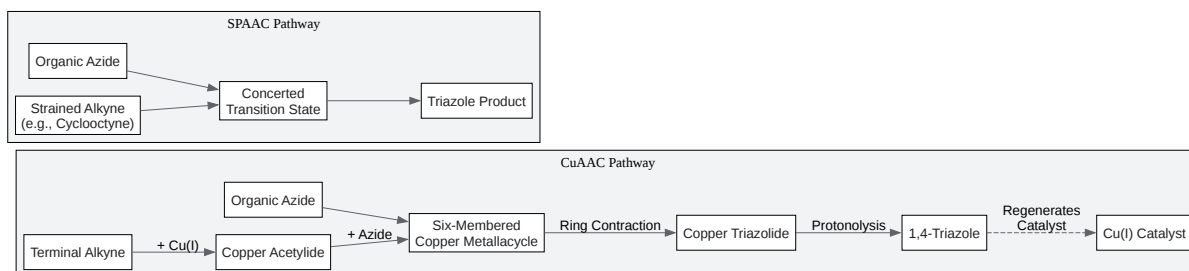 SPAAC Pathway
Organic Azide
Strained Alkyne
(e.g., Cyclooctyne)
Concerted
Transition State
Triazole Product
CuAAC Pathway
Organic Azide
Terminal Alkyne
+ Cu(I)
Copper Acetylide
+ Azide
Six-Membered
Copper Metallacycle
Ring Contraction
Copper Triazolide
Protonolysis
1,4-Triazole
Regenerates
Catalyst
Cu(I) Catalyst